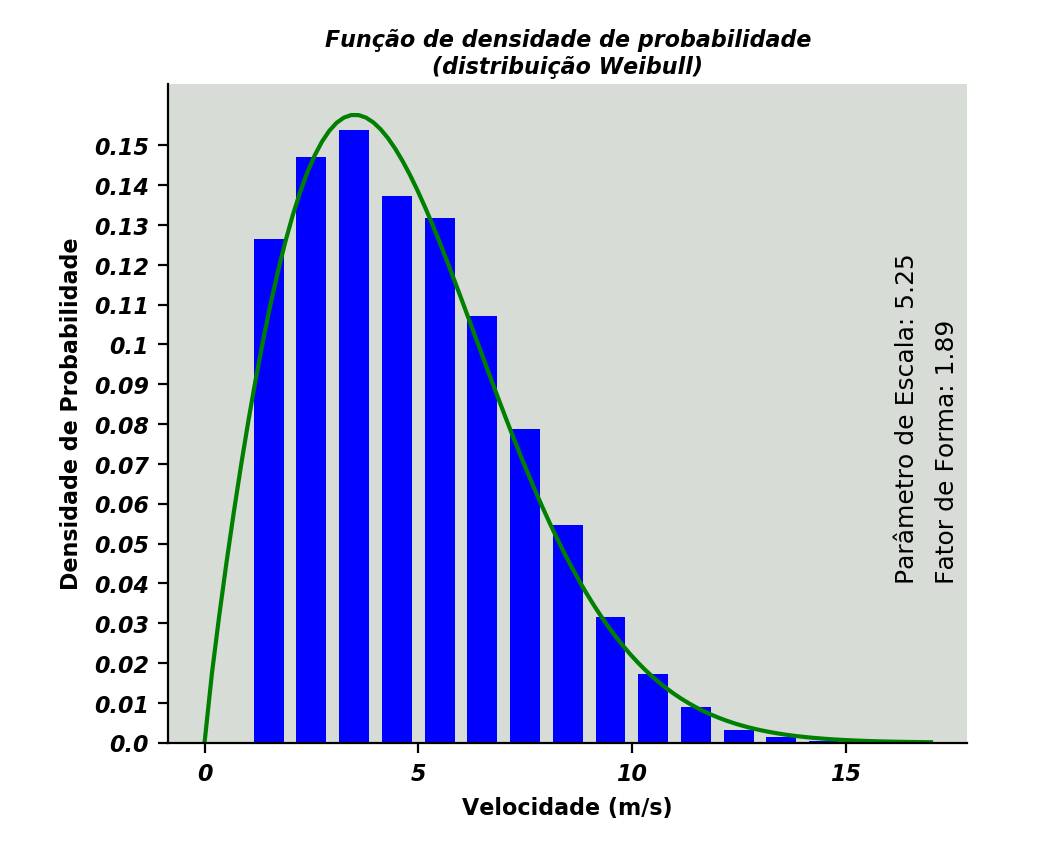 Função de densidade de probabilidade
(distribuição Weibull)
Densidade de Probabilidade
0.15
0.14
0.13
0.12
0.11
0.1
0.09
0.08
0.07
0.06
0.05
0.04
0.03
0.02
0.01
0.0
0 5 10 15
Velocidade (m/s)
Parâmetro de Escala: 5.25
Fator de Forma: 1.89